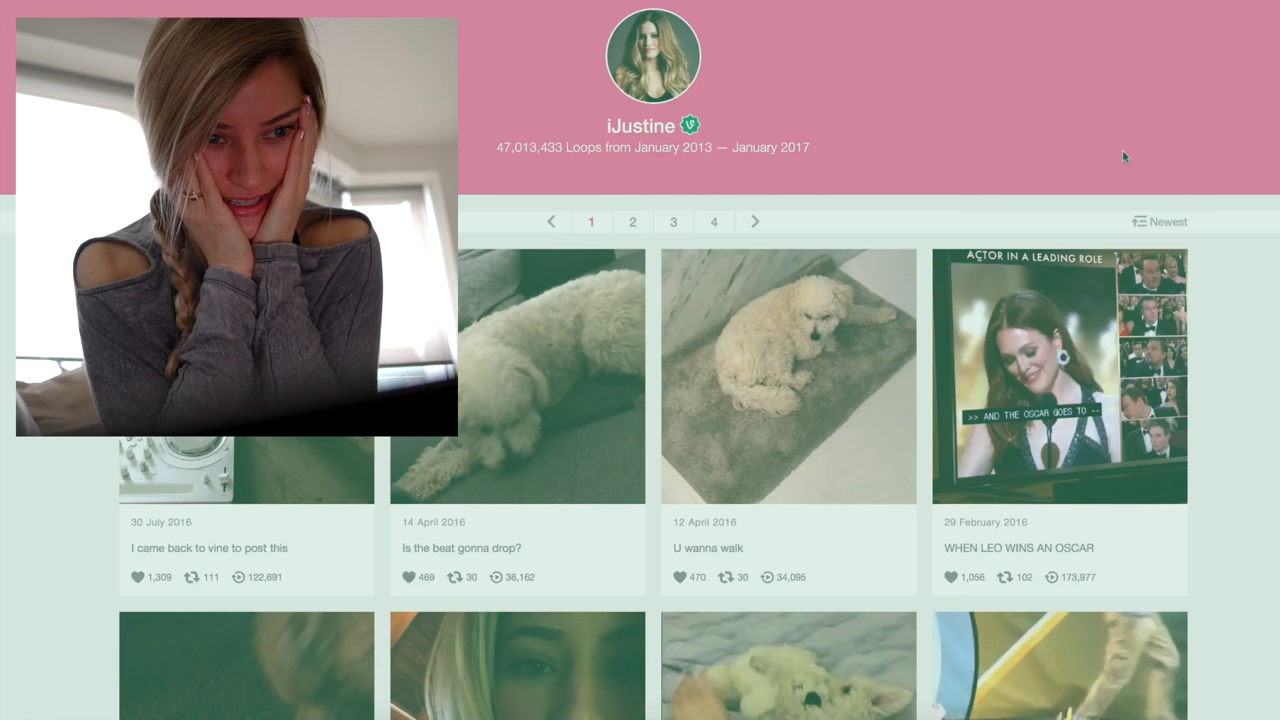 iJustine
47,013,433 Loops from January 2013 — January 2017
1 2 3 4
Newest
ACTOR IN A LEADING ROLE
>> AND THE OSCAR GOES TO --
30 July 2016
I came back to vine to post this
1,309 111 122,691
14 April 2016
Is the beat gonna drop?
469 30 36,162
12 April 2016
U wanna walk
470 30 34,095
29 February 2016
WHEN LEO WINS AN OSCAR
1,056 102 173,977